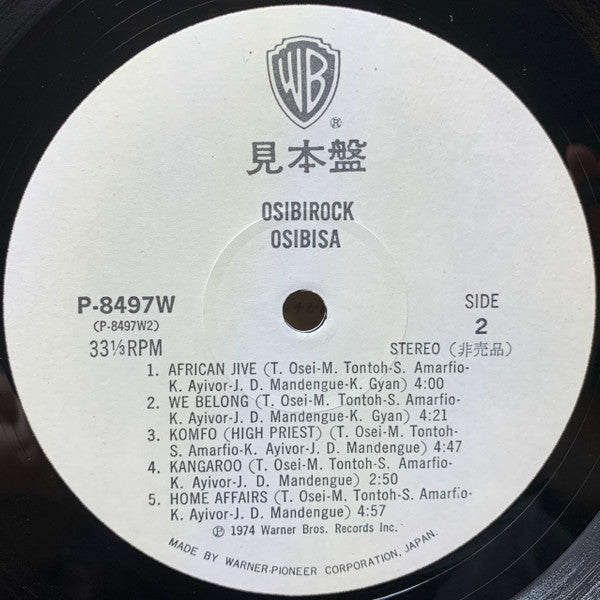 WB
®
見本盤
OSIBIROCK
OSIBISA
P-8497W
(P-8497W2)
33⅓RPM
SIDE
2
STEREO (非売品)
1. AFRICAN JIVE (T. Osei-M. Tontoh-S. Amarfio-
K. Ayivor-J. D. Mandengue-K. Gyan) 4:00
2. WE BELONG (T. Osei-M. Tontoh-S. Amarfio-
K. Ayivor-J. D. Mandengue-K. Gyan) 4:21
3. KOMFO (HIGH PRIEST) (T. Osei-M. Tontoh-
S. Amarfio-K. Ayivor-J. D. Mandengue) 4:47
4. KANGAROO (T. Osei-M. Tontoh-S. Amarfio-
K. Ayivor-J. D. Mandengue) 2:50
5. HOME AFFAIRS (T. Osei-M. Tontoh-S. Amarfio-
K. Ayivor-J. D. Mandengue) 4:57
℗ 1974 Warner Bros. Records Inc.
MADE BY WARNER-PIONEER CORPORATION, JAPAN.